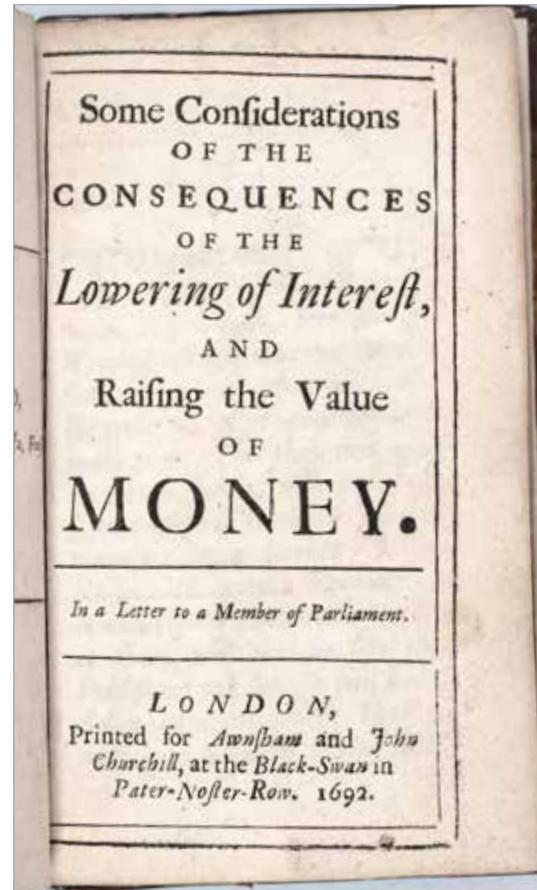 Some Conſiderations
OF THE
CONSEQUENCES
OF THE
Lowering of Intereſt,
AND
Raiſing the Value
OF
MONEY.
In a Letter to a Member of Parliament.
LONDON,
Printed for Awnſham and John
Churchill, at the Black-Swan in
Pater-Noſter-Row. 1692.